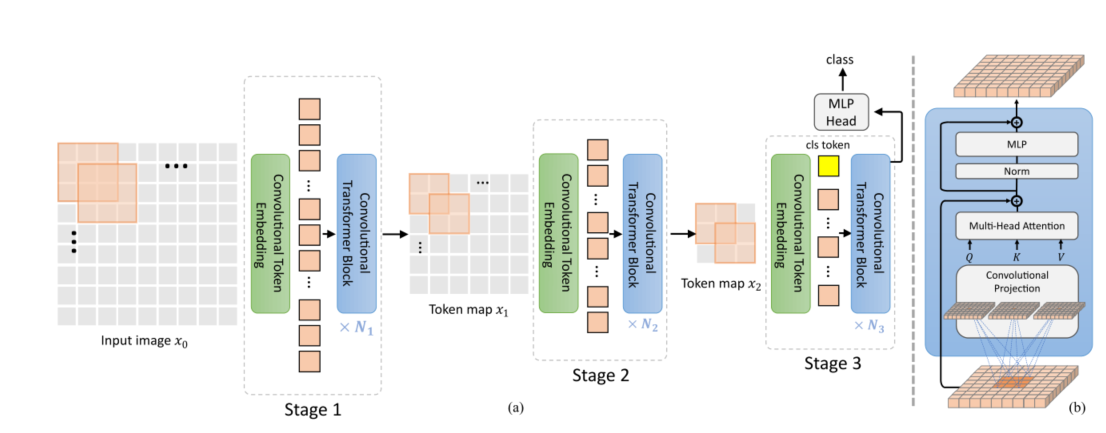 Input image x₀
Convolutional Token
Embedding
Convolutional
Transformer Block
× N₁
Stage 1
(a)
Token map x₁
Convolutional Token
Embedding
Convolutional
Transformer Block
× N₂
Stage 2
Token map x₂
class
MLP
Head
cls token
Convolutional Token
Embedding
Convolutional
Transformer Block
× N₃
Stage 3
MLP
Norm
Multi-Head Attention
Q K V
Convolutional
Projection
(b)